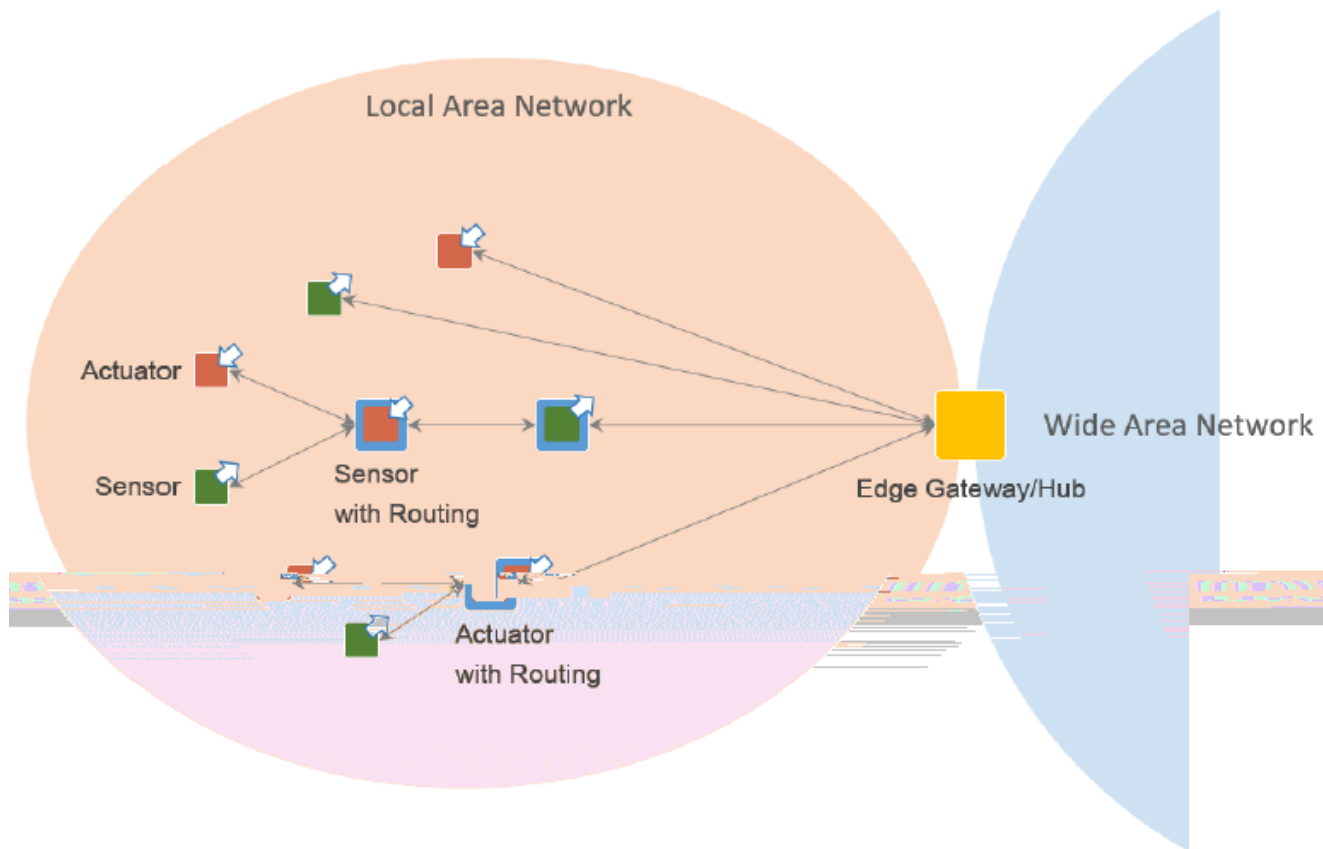 Local Area Network
Actuator
Sensor
Sensor
with Routing
Wide Area Network
Edge Gateway/Hub
Actuator
with Routing